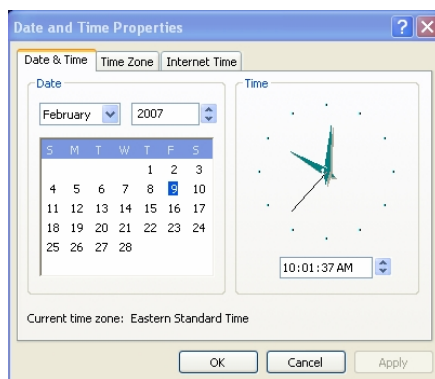 Date and Time Properties
Date & Time Time Zone Internet Time
Date
Time
February 2007
S M T W T F S
1 2 3
4 5 6 7 8 9 10
11 12 13 14 15 16 17
18 19 20 21 22 23 24
25 26 27 28
10:01:37 AM
Current time zone: Eastern Standard Time
OK Cancel Apply